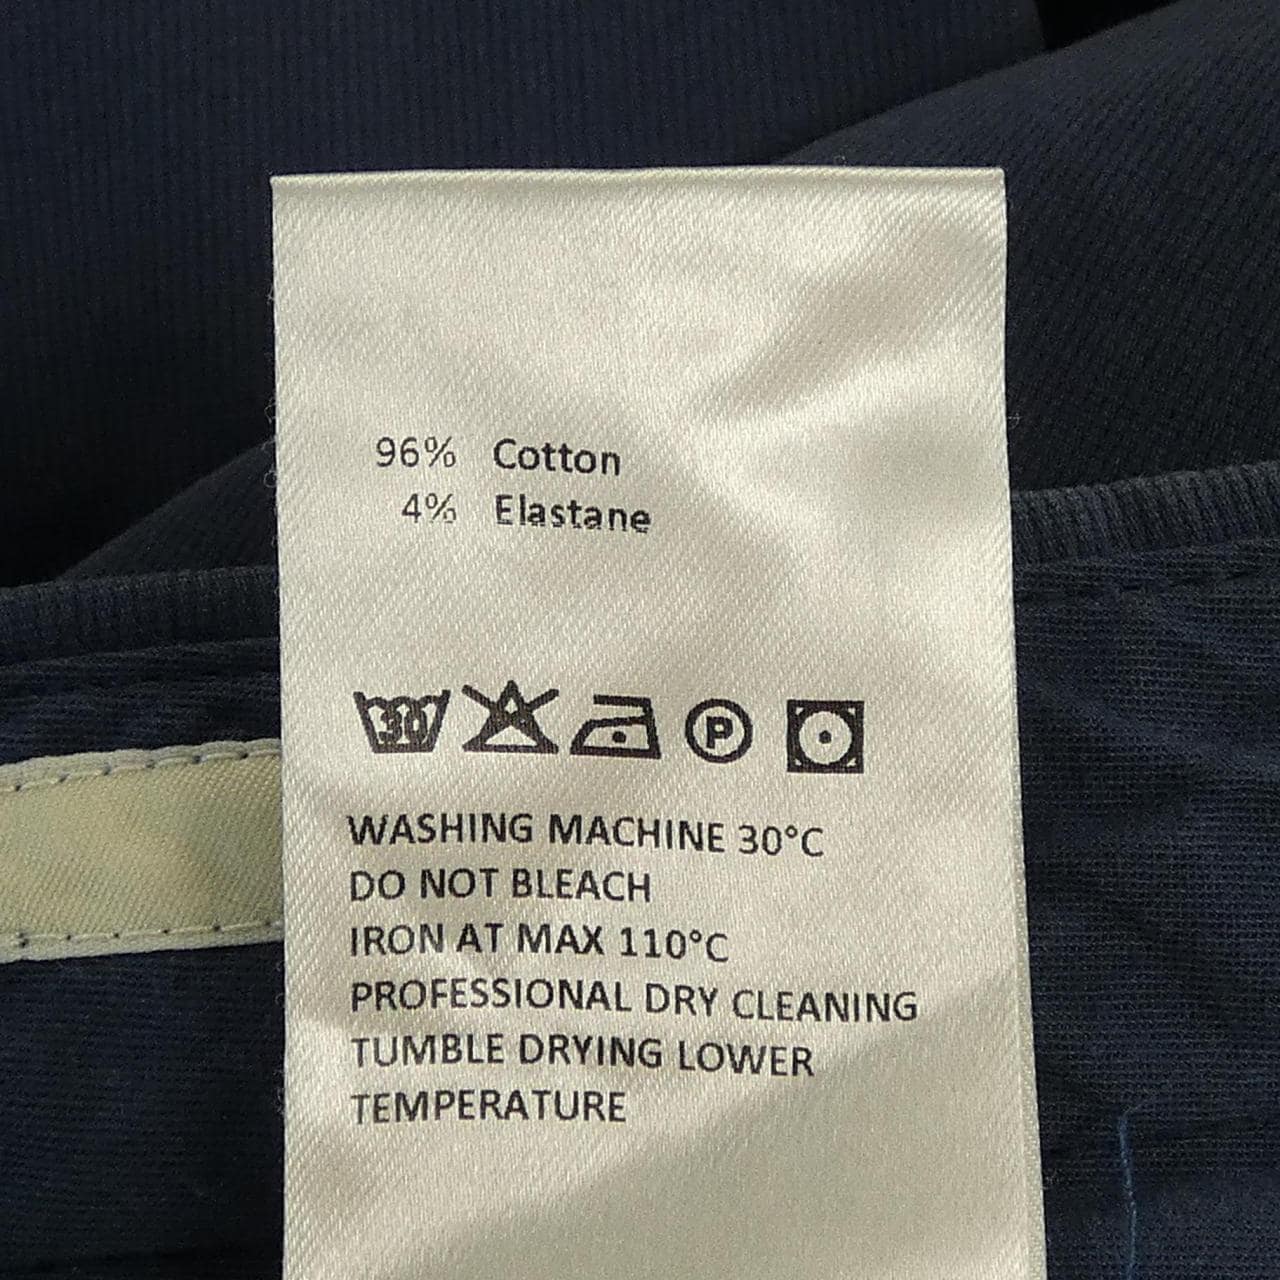 96% Cotton
4% Elastane
30 P
WASHING MACHINE 30°C
DO NOT BLEACH
IRON AT MAX 110°C
PROFESSIONAL DRY CLEANING
TUMBLE DRYING LOWER
TEMPERATURE